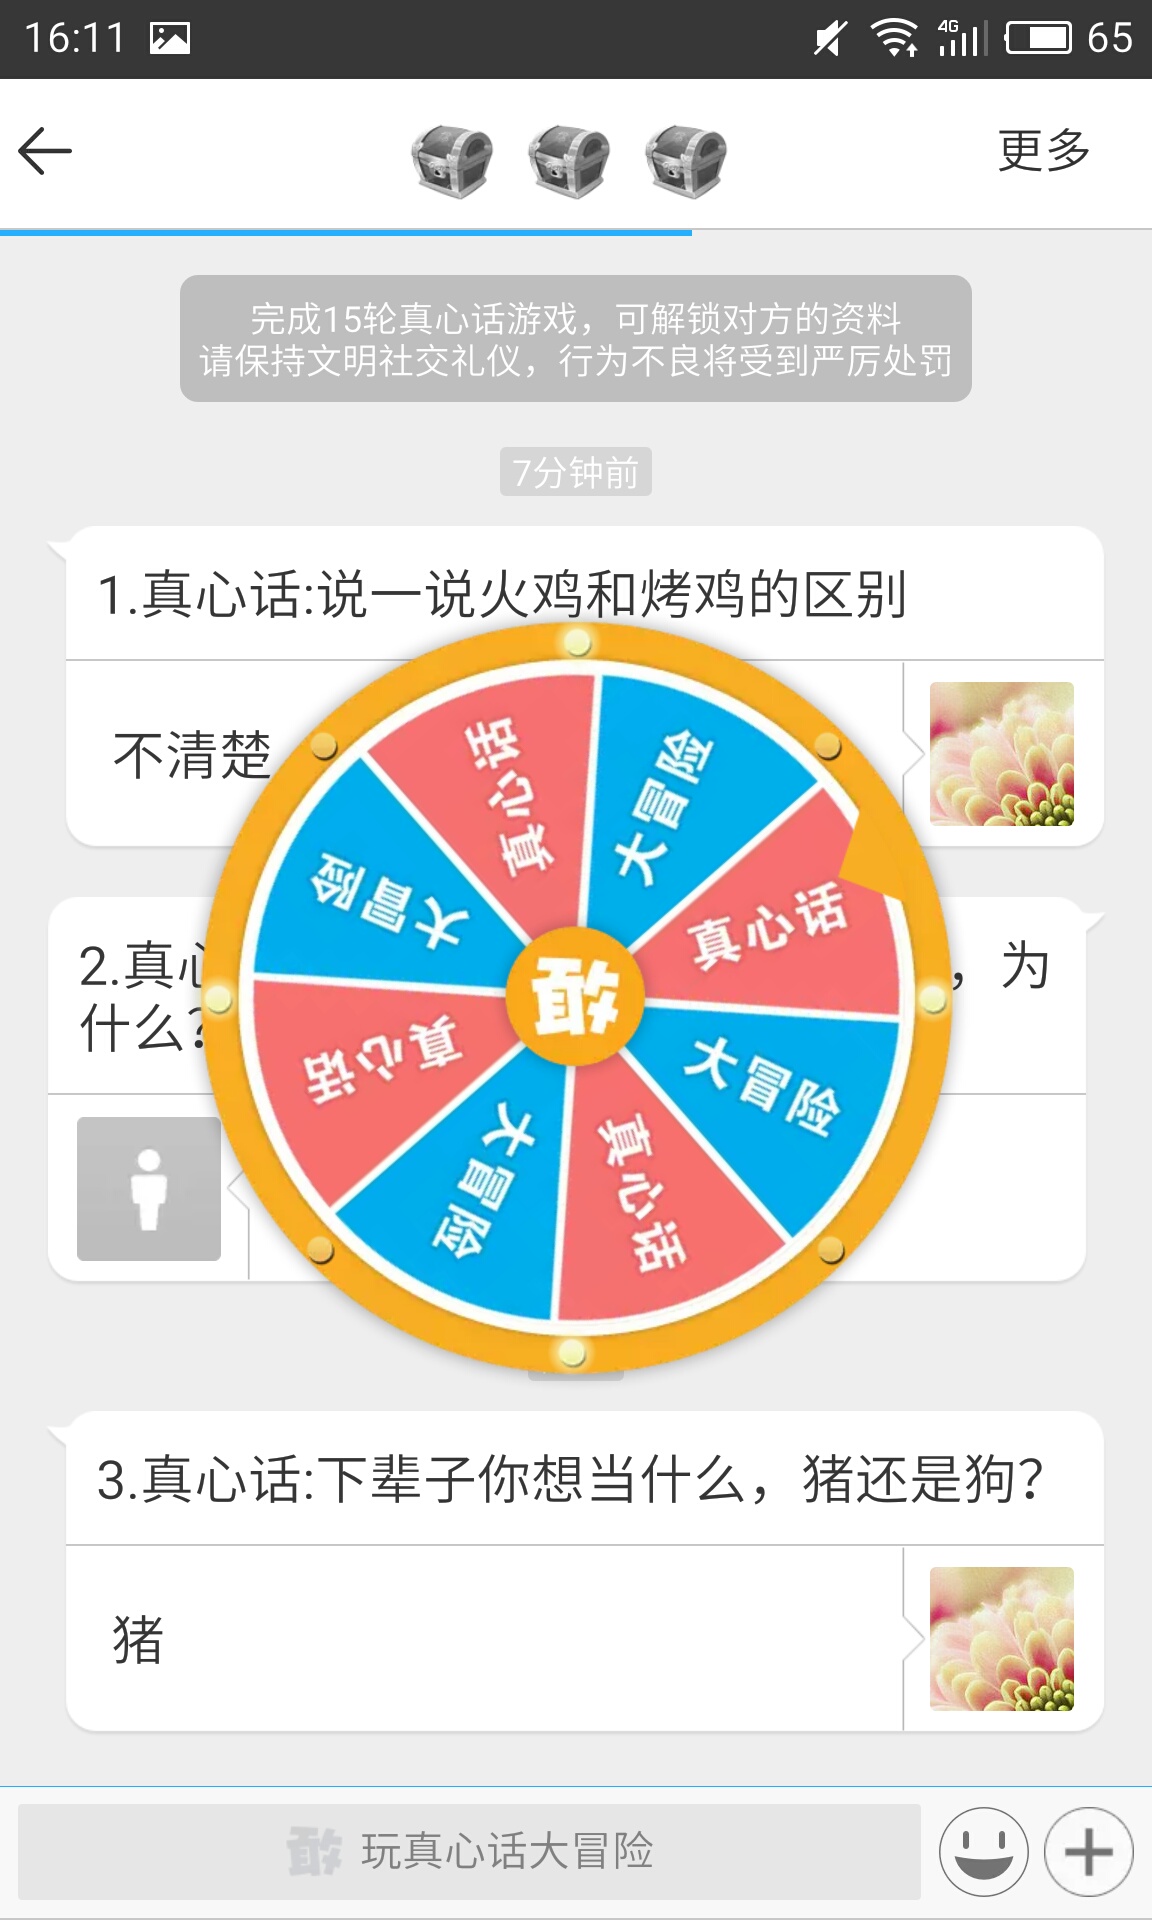 16:11
4G
65
更多
完成15轮真心话游戏，可解锁对方的资料
请保持文明社交礼仪，行为不良将受到严厉处罚
7分钟前
1.真心话:说一说火鸡和烤鸡的区别
不清楚
真心话
大冒险
真心话
大冒险
真心话
大冒险
真心话
大冒险
敢
2.真心
，为
什么?
3.真心话:下辈子你想当什么，猪还是狗?
猪
敢 玩真心话大冒险